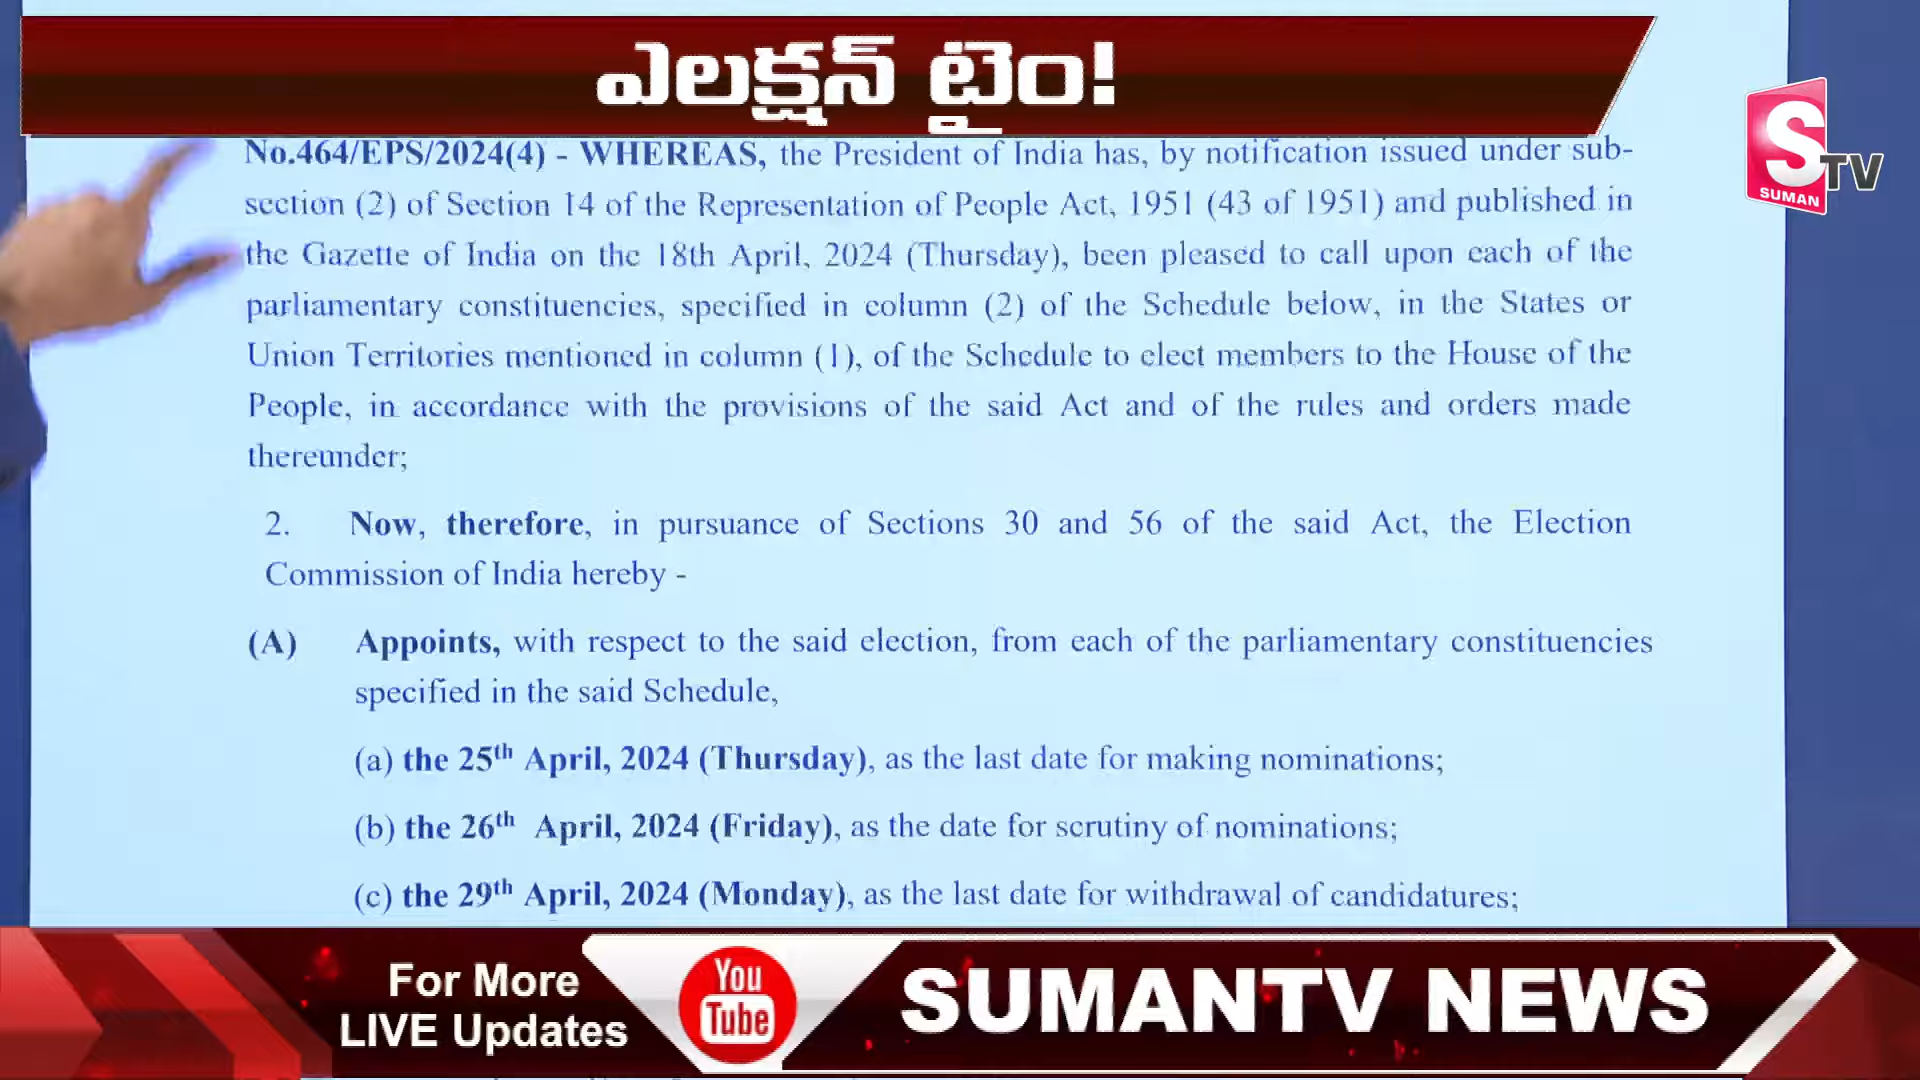 ఎలక్షన్ టైం!
S TV
SUMAN
No.464/EPS/2024(4) - WHEREAS, the President of India has, by notification issued under sub-
section (2) of Section 14 of the Representation of People Act, 1951 (43 of 1951) and published in
the Gazette of India on the 18th April, 2024 (Thursday), been pleased to call upon each of the
parliamentary constituencies, specified in column (2) of the Schedule below, in the States or
Union Territories mentioned in column (1), of the Schedule to elect members to the House of the
People, in accordance with the provisions of the said Act and of the rules and orders made
thereunder;
2. Now, therefore, in pursuance of Sections 30 and 56 of the said Act, the Election
Commission of India hereby -
(A) Appoints, with respect to the said election, from each of the parliamentary constituencies
specified in the said Schedule,
(a) the 25th April, 2024 (Thursday), as the last date for making nominations;
(b) the 26th April, 2024 (Friday), as the date for scrutiny of nominations;
(c) the 29th April, 2024 (Monday), as the last date for withdrawal of candidatures;
For More
LIVE Updates
You
Tube
SUMANTV NEWS